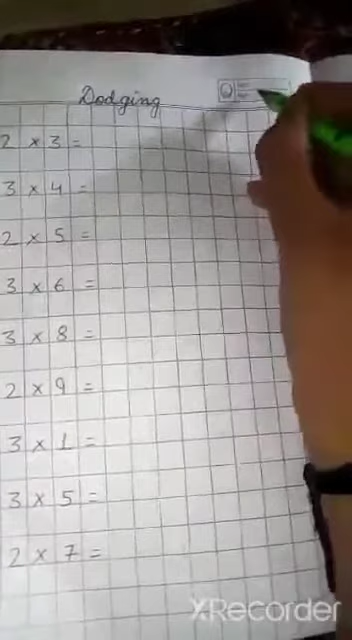 Dodging
2 x 3 =
3 x 4 =
2 x 5 =
3 x 6 =
3 x 8 =
2 x 9 =
3 x 1 =
3 x 5 =
2 x 7 =
XRecorder